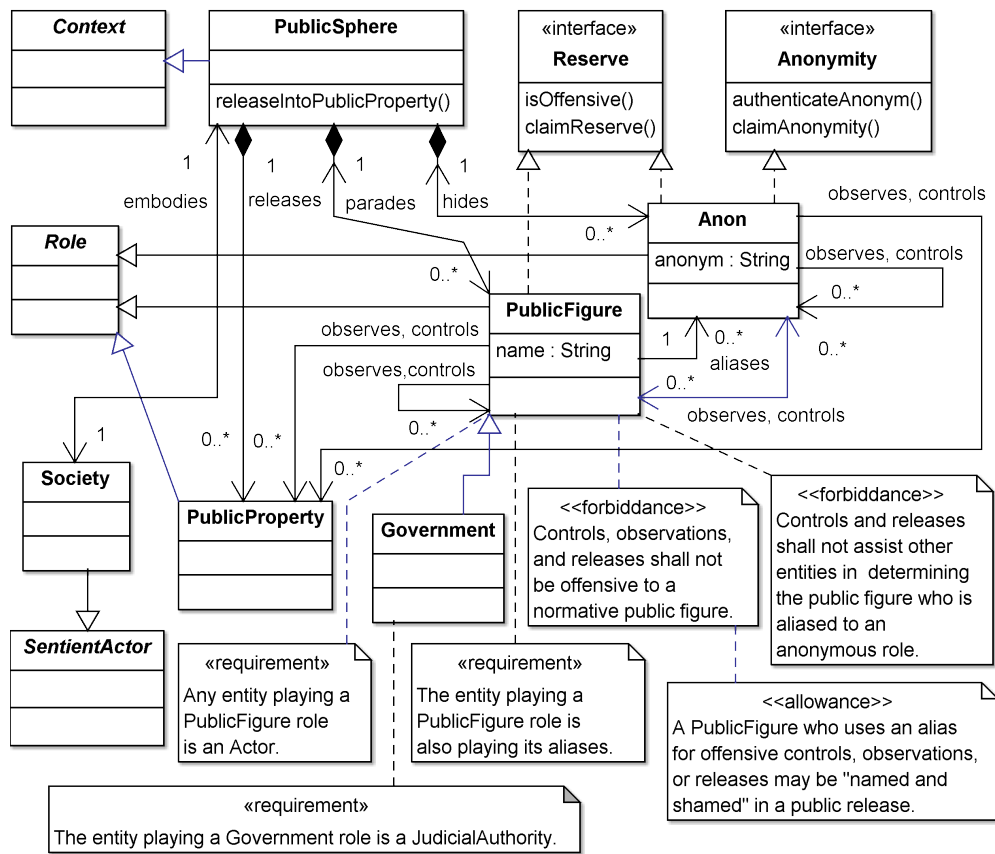 Context
PublicSphere
releaseIntoPublicProperty()
«interface»
Reserve
isOffensive()
claimReserve()
«interface»
Anonymity
authenticateAnonym()
claimAnonymity()
1
embodies
1
releases
1
parades
1
hides
0..*
Anon
anonym : String
observes, controls
observes, controls
0..*
Role
0..*
PublicFigure
name : String
observes, controls
observes,controls
0..*
1
0..*
aliases
0..*
0..*
observes, controls
1
0..*
0..*
0..*
Society
PublicProperty
Government
SentientActor
<<forbiddance>>
Controls, observations,
and releases shall not
be offensive to a
normative public figure.
<<forbiddance>>
Controls and releases
shall not assist other
entities in determining
the public figure who is
aliased to an
anonymous role.
«requirement»
Any entity playing a
PublicFigure role
is an Actor.
«requirement»
The entity playing a
PublicFigure role is
also playing its aliases.
<<allowance>>
A PublicFigure who uses an alias
for offensive controls, observations,
or releases may be "named and
shamed" in a public release.
«requirement»
The entity playing a Government role is a JudicialAuthority.